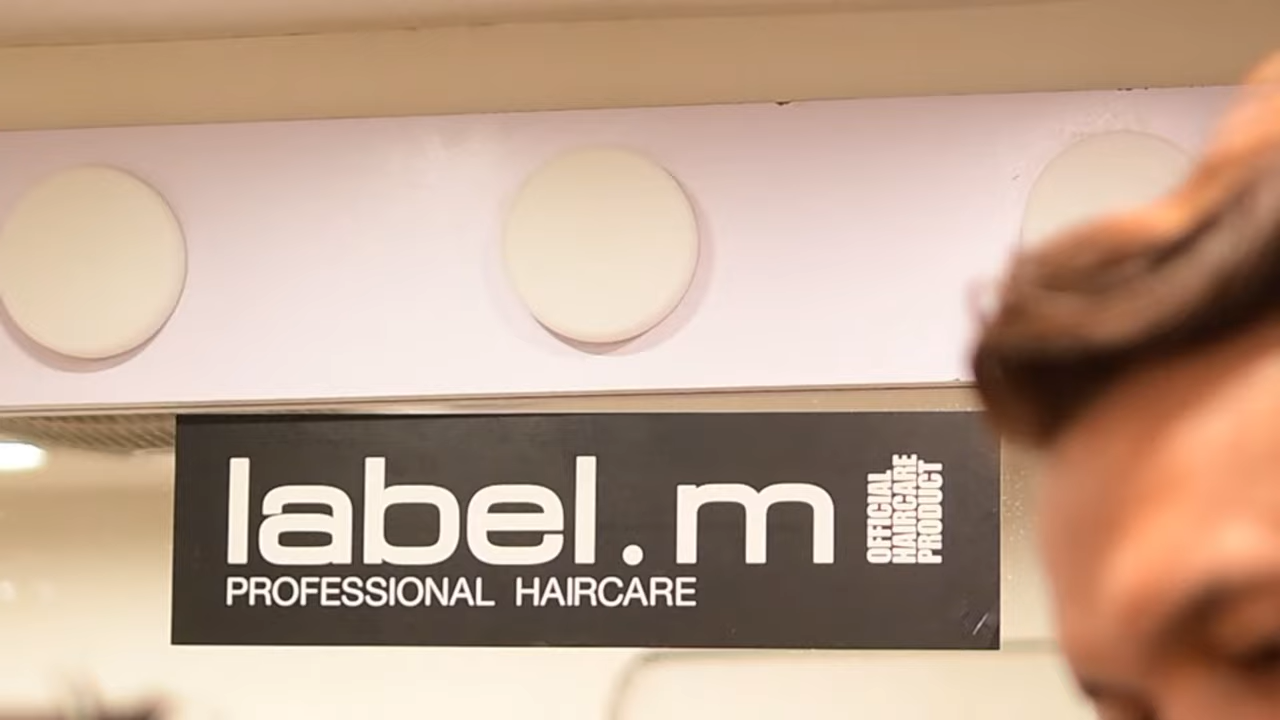 label.m
PROFESSIONAL HAIRCARE
OFFICIAL
HAIRCARE
PRODUCT